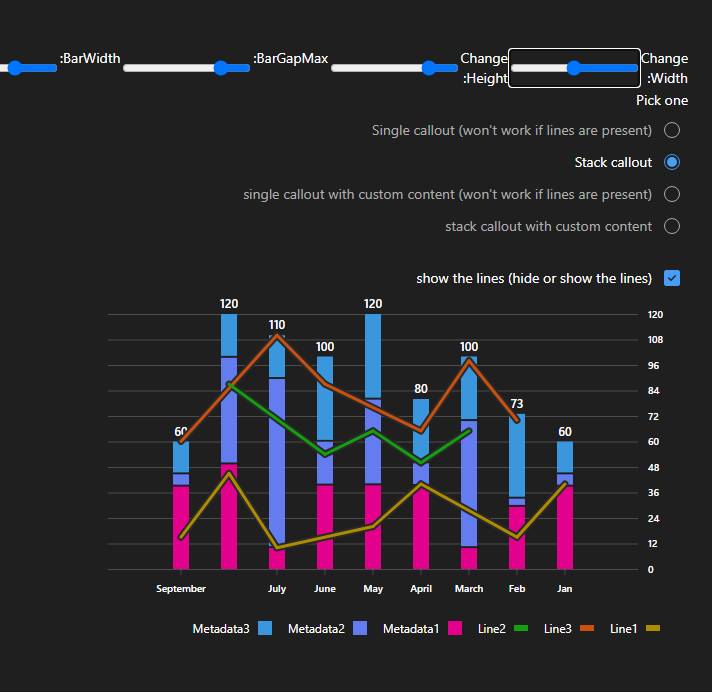 Change :Width
Change :Height
:BarGapMax
:BarWidth
Pick one
Single callout (won't work if lines are present)
Stack callout
single callout with custom content (won't work if lines are present)
stack callout with custom content
show the lines (hide or show the lines)
120
120
110
100
100
80
73
60
60
120
108
96
84
72
60
48
36
24
12
0
September July June May April March Feb Jan
Metadata3 Metadata2 Metadata1 Line2 Line3 Line1